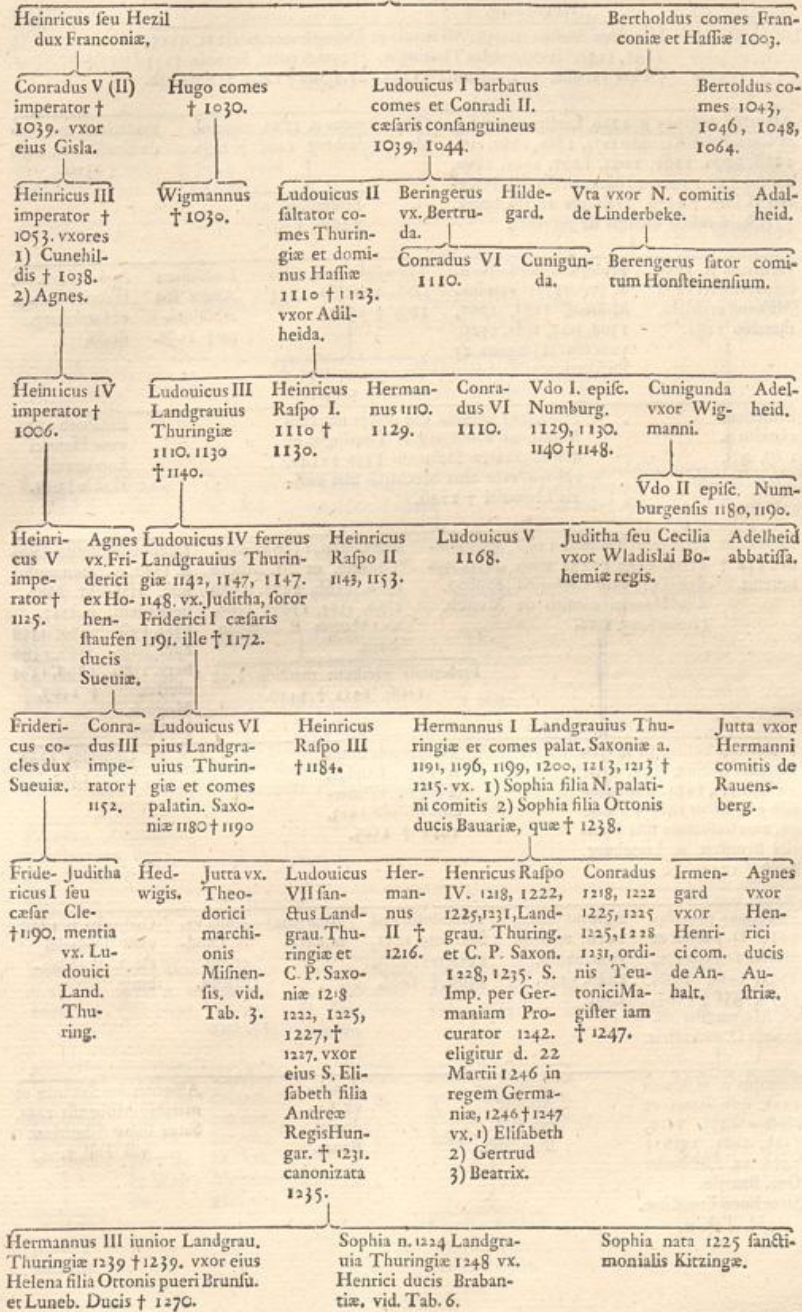 Heinricus ſeu Hezil
dux Franconiæ.
Bertholdus comes Fran-
coniæ et Haſſiæ 1003.
Conradus V (II)
imperator †
1039. vxor
eius Gisla.
Hugo comes
† 1030.
Ludouicus I barbatus
comes et Conradi II.
cæſaris conſanguineus
1039, 1044.
Bertoldus co-
mes 1043,
1046, 1048,
1064.
Heinricus III
imperator †
1053. vxores
1) Cunehil-
dis † 1038.
2) Agnes.
Wigmannus
† 1030.
Ludouicus II
ſaltator co-
mes Thurin-
giæ et domi-
nus Haſſiæ
1110 † 1123.
vxor Adil-
heida.
Beringerus
vx. Bertru-
da.
Hilde-
gard.
Vra vxor N. comitis
de Linderbeke.
Adal-
heid.
Conradus VI
1110.
Cunigun-
da.
Berengerus ſator comi-
tum Honſteinenſium.
Heinricus IV
imperator †
1006.
Ludouicus III
Landgrauius
Thuringiæ
1110. 1130
† 1140.
Heinricus
Raſpo I.
1110 †
1130.
Herman-
nus 1110.
1129.
Conra-
dus VI
1110.
Vdo I. epiſc.
Numburg.
1129, 1130.
1140 † 1148.
Cunigunda
vxor Wig-
manni.
Adel-
heid.
Vdo II epiſc. Num-
burgenſis 1180, 1190.
Heinri-
cus V
impe-
rator †
1125.
Agnes
vx. Fri-
derici
ex Ho-
hen-
ſtaufen
ducis
Sueuiæ.
Ludouicus IV ferreus
Landgrauius Thurin-
giæ 1142, 1147, 1147.
1148. vx. Juditha, ſoror
Friderici I cæſaris
1191. ille † 1172.
Heinricus
Raſpo II
1143, 1153.
Ludouicus V
1168.
Juditha ſeu Cecilia
vxor Wladislai Bo-
hemiæ regis.
Adelheid
abbatiſſa.
Frideri-
cus co-
cles dux
Sueuiæ.
Conra-
dus III
impe-
rator †
1152.
Ludouicus VI
pius Landgra-
uius Thurin-
giæ et comes
palatin. Saxo-
niæ 1180 † 1190
Heinricus
Raſpo III
† 1184.
Hermannus I Landgrauius Thu-
ringiæ et comes palat. Saxoniæ a.
1191, 1196, 1199, 1200, 1213, 1213 †
1215. vx. 1) Sophia filia N. palati-
ni comitis 2) Sophia filia Ottonis
ducis Bauariæ, quæ † 1238.
Jutta vxor
Hermanni
comitis de
Rauens-
berg.
Fride-
ricus I
cæſar
† 1190.
Juditha
ſeu
Cle-
mentia
vx. Lu-
douici
Land.
Thu-
ring.
Hed-
wigis.
Jutta vx.
Theo-
dorici
marchi-
onis
Miſnen-
ſis. vid.
Tab. 3.
Ludouicus
VII ſan-
ctus Land-
grau. Thu-
ringiæ et
C. P. Saxo-
niæ 1218
1222, 1225,
1227, †
1227. vxor
eius S. Eli-
ſabeth filia
Andreæ
Regis Hun-
gar. † 1231.
canonizata
1235.
Her-
man-
nus
II †
1216.
Henricus Raſpo
IV. 1218, 1222,
1225, 1231, Land-
grau. Thuring.
et C. P. Saxon.
1228, 1235. S.
Imp. per Ger-
maniam Pro-
curator 1242.
eligitur d. 22
Martii 1246 in
regem Germa-
niæ, 1246 † 1247
vx. 1) Eliſabeth
2) Gertrud
3) Beatrix.
Conradus
1218, 1222
1225, 1225
1225, 1228
1231, ordi-
nis Teu-
tonici Ma-
giſter iam
† 1247.
Irmen-
gard
vxor
Henri-
ci com.
de An-
halt.
Agnes
vxor
Hen-
rici
ducis
Au-
ſtriæ.
Hermannus III iunior Landgrau.
Thuringiæ 1239 † 1239. vxor eius
Helena filia Ottonis pueri Brunſu.
et Luneb. Ducis † 1270.
Sophia n. 1224 Landgra-
uia Thuringiæ 1248 vx.
Henrici ducis Braban-
tiæ. vid. Tab. 6.
Sophia nata 1225 ſancti-
monialis Kitzingæ.